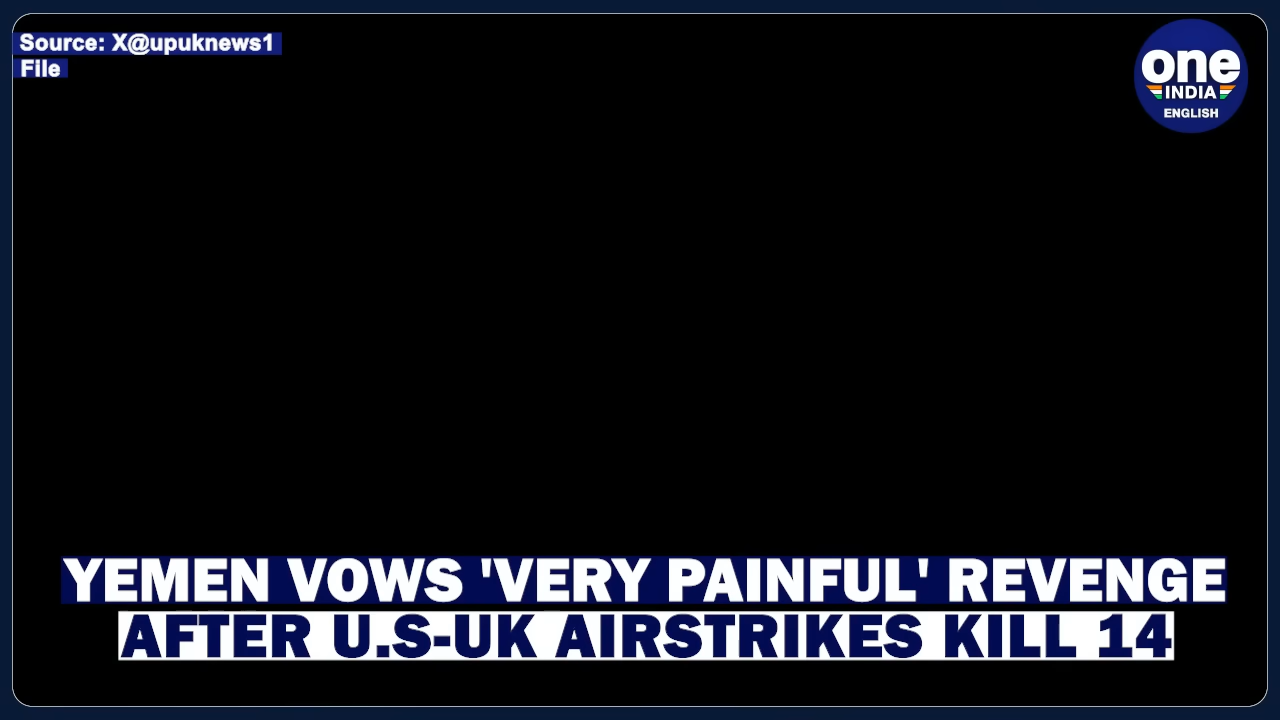 Source: X@upuknews1
File
one
INDIA
ENGLISH
YEMEN VOWS 'VERY PAINFUL' REVENGE
AFTER U.S-UK AIRSTRIKES KILL 14